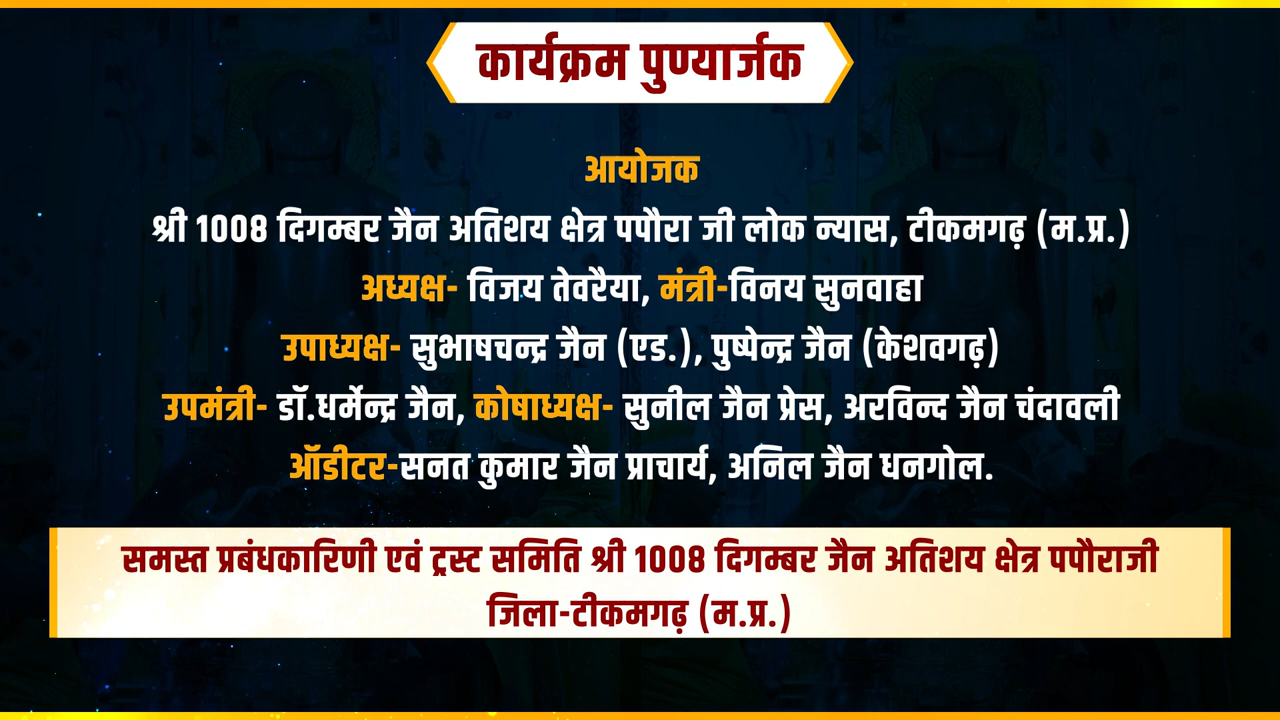 कार्यक्रम पुण्यार्जक
आयोजक
श्री 1008 दिगम्बर जैन अतिशय क्षेत्र पपौरा जी लोक न्यास, टीकमगढ़ (म.प्र.)
अध्यक्ष- विजय तेवरैया, मंत्री-विनय सुनवाहा
उपाध्यक्ष- सुभाषचन्द्र जैन (एड.), पुष्पेन्द्र जैन (केशवगढ़)
उपमंत्री- डॉ.धर्मेन्द्र जैन, कोषाध्यक्ष- सुनील जैन प्रेस, अरविन्द जैन चंदावली
ऑडीटर-सनत कुमार जैन प्राचार्य, अनिल जैन धनगोल.
समस्त प्रबंधकारिणी एवं ट्रस्ट समिति श्री 1008 दिगम्बर जैन अतिशय क्षेत्र पपौराजी
जिला-टीकमगढ़ (म.प्र.)